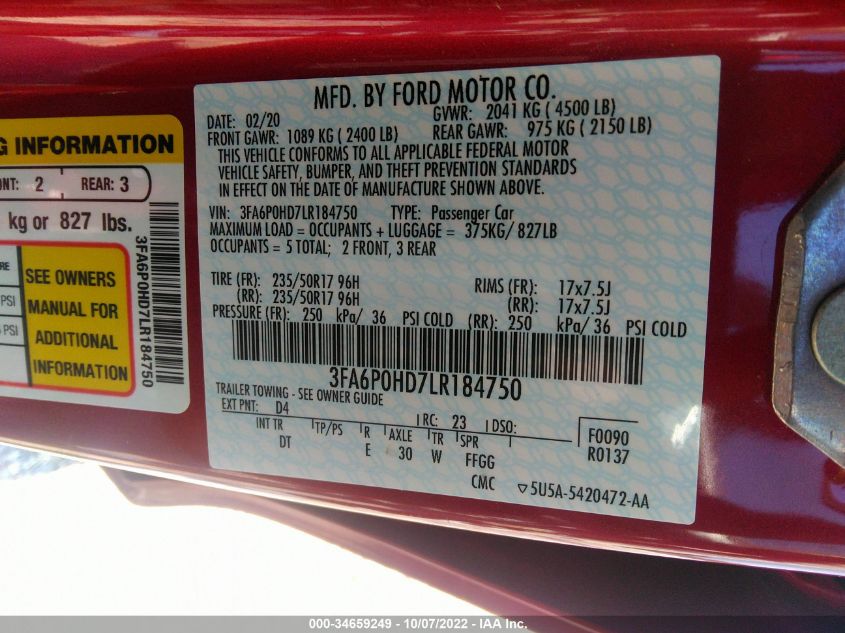 G INFORMATION
NT: 2 REAR: 3
kg or 827 lbs.
RE
PSI
PSI
SEE OWNERS
MANUAL FOR
ADDITIONAL
INFORMATION
3FA6P0HD7LR184750
MFD. BY FORD MOTOR CO.
DATE: 02/20 GVWR: 2041 KG ( 4500 LB)
FRONT GAWR: 1089 KG ( 2400 LB) REAR GAWR: 975 KG ( 2150 LB)
THIS VEHICLE CONFORMS TO ALL APPLICABLE FEDERAL MOTOR
VEHICLE SAFETY, BUMPER, AND THEFT PREVENTION STANDARDS
IN EFFECT ON THE DATE OF MANUFACTURE SHOWN ABOVE.
VIN: 3FA6P0HD7LR184750 TYPE: Passenger Car
MAXIMUM LOAD = OCCUPANTS + LUGGAGE = 375KG/ 827LB
OCCUPANTS = 5 TOTAL; 2 FRONT, 3 REAR
TIRE (FR): 235/50R17 96H RIMS (FR): 17x7.5J
(RR): 235/50R17 96H (RR): 17x7.5J
PRESSURE (FR): 250 kPa/ 36 PSI COLD (RR): 250 kPa/ 36 PSI COLD
3FA6P0HD7LR184750
TRAILER TOWING - SEE OWNER GUIDE
EXT PNT: D4 RC: 23 DSO:
INT TR TP/PS R AXLE TR SPR F0090
DT E 30 W FFGG R0137
CMC ▽5U5A-5420472-AA
000-34659249 - 10/07/2022 - IAA Inc.